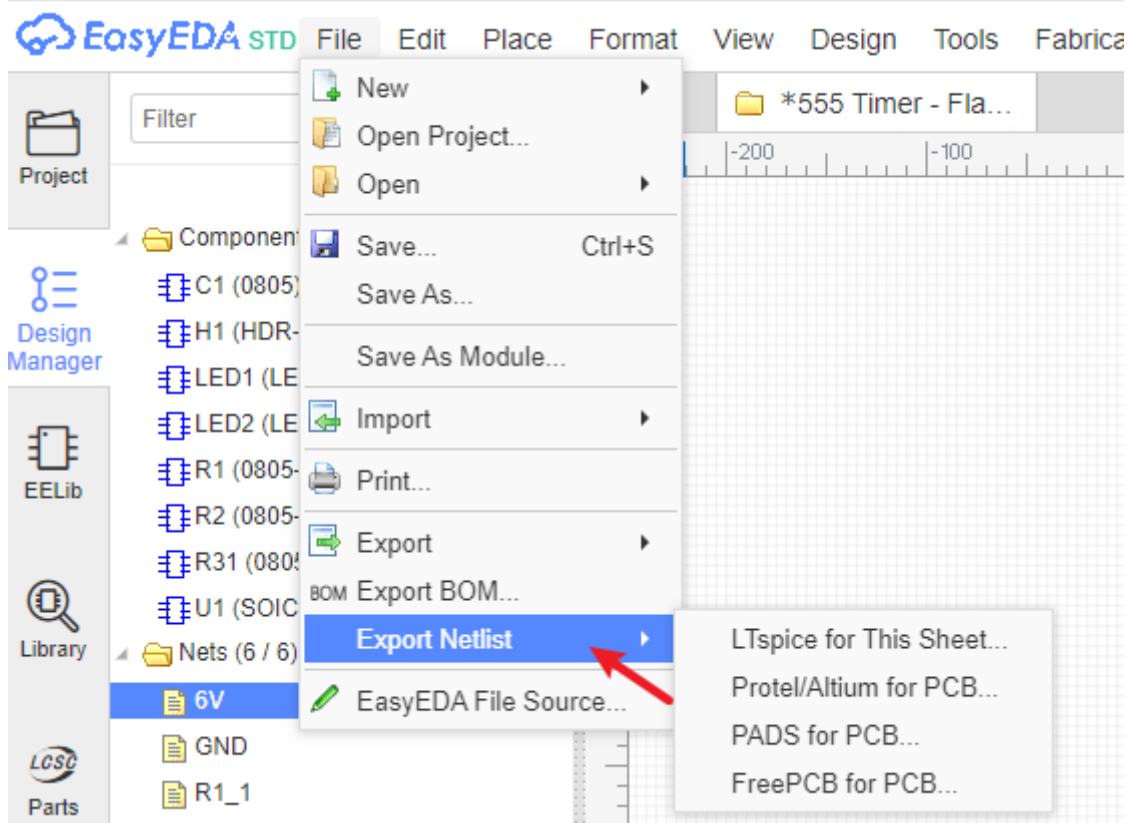 EasyEDA STD File Edit Place Format View Design Tools Fabrica
Filter
*555 Timer - Fla...
-200 -100
Project
Design
Manager
EELib
Library
LCSC
Parts
Componen
C1 (0805)
H1 (HDR-
LED1 (LE
LED2 (LE
R1 (0805-
R2 (0805-
R31 (0805
U1 (SOIC
Nets (6 / 6)
6V
GND
R1_1
New
Open Project...
Open
Save... Ctrl+S
Save As...
Save As Module...
Import
Print...
Export
BOM Export BOM...
Export Netlist
EasyEDA File Source...
LTspice for This Sheet...
Protel/Altium for PCB...
PADS for PCB...
FreePCB for PCB...